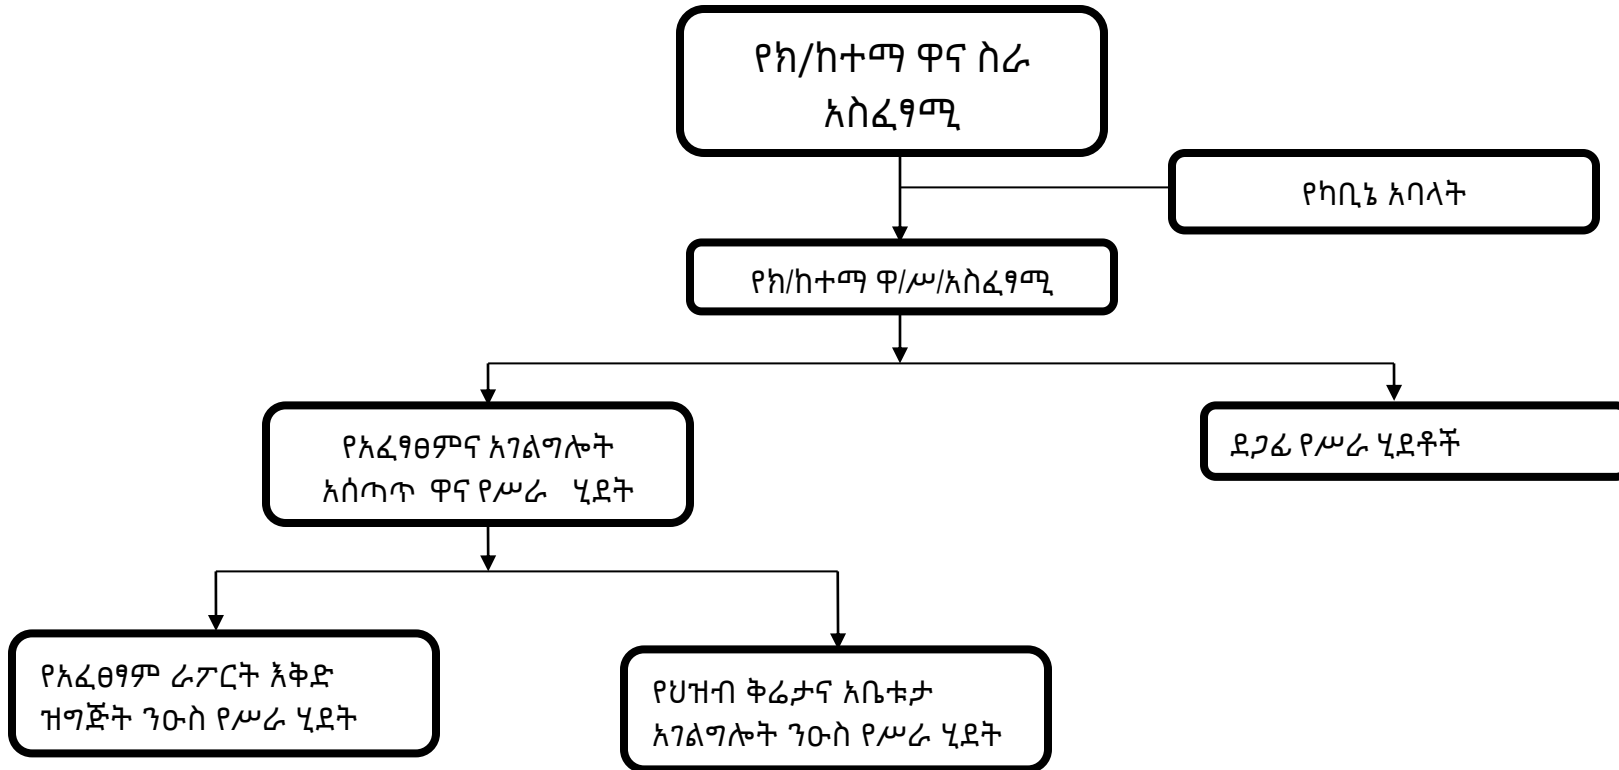 የክ/ከተማ ዋና ስራ
አስፈፃሚ
የካቢኔ አባላት
የክ/ከተማ ዋ/ሥ/አስፈፃሚ
የአፈፃፀምና አገልግሎት
አሰጣጥ ዋና የሥራ ሂደት
ደጋፊ የሥራ ሂደቶች
የአፈፀፃም ራፖርት እቅድ
ዝግጅት ንዑስ የሥራ ሂደት
የህዝብ ቅሬታና አቤቱታ
አገልግሎት ንዑስ የሥራ ሂደት